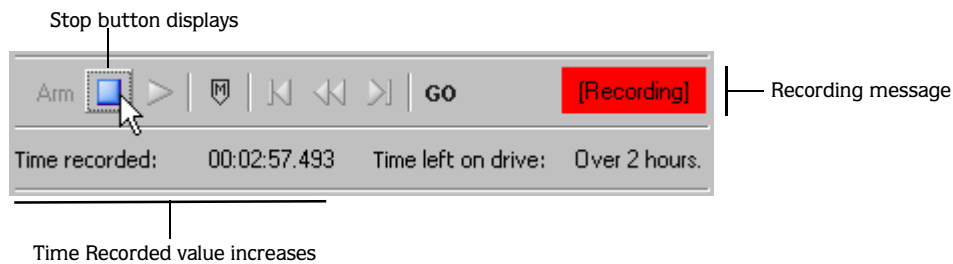 Stop button displays
Arm M GO [Recording]
Recording message
Time recorded: 00:02:57.493 Time left on drive: Over 2 hours.
Time Recorded value increases